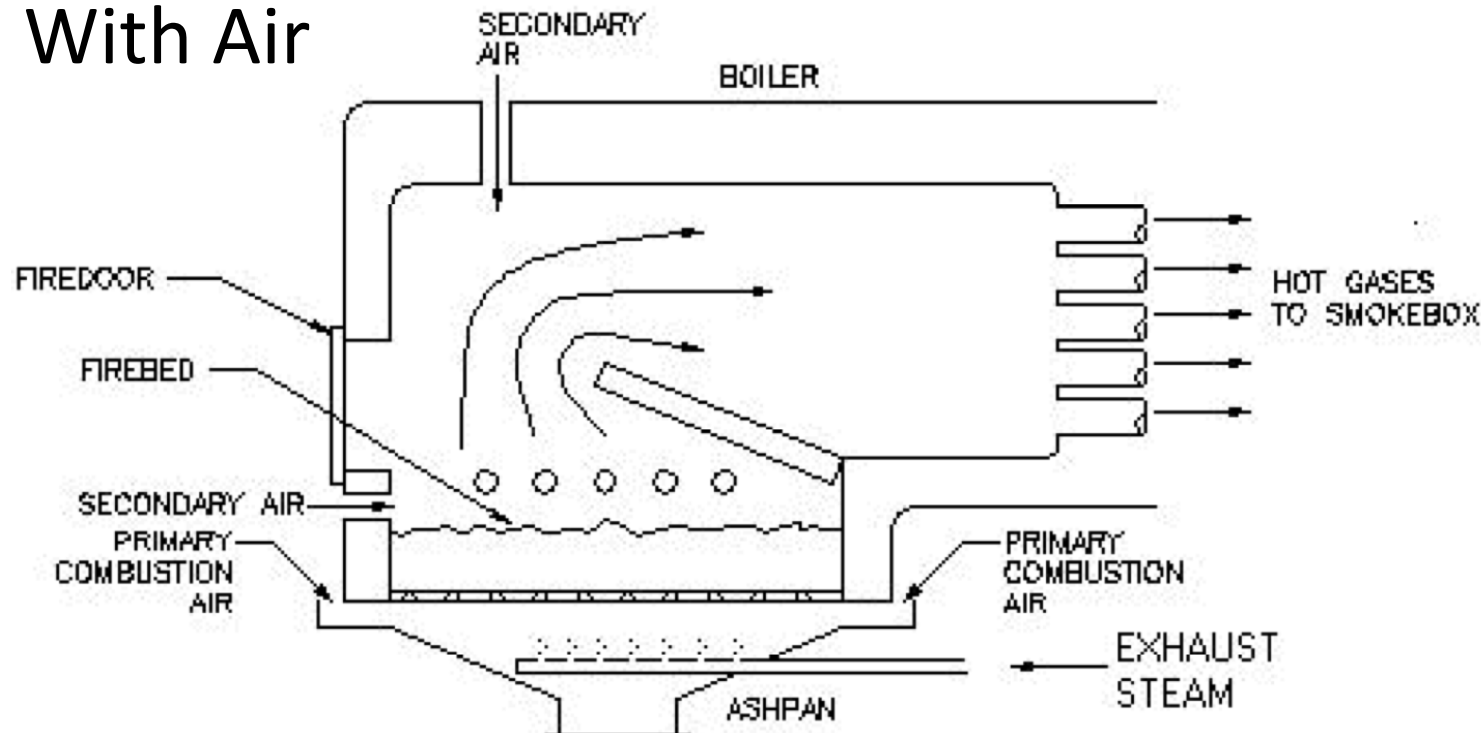 With Air
SECONDARY
AIR
BOILER
FIREDOOR
HOT GASES
TO SMOKEBOX
FIREBED
SECONDARY AIR
PRIMARY
COMBUSTION
AIR
PRIMARY
COMBUSTION
AIR
EXHAUST
STEAM
ASHPAN